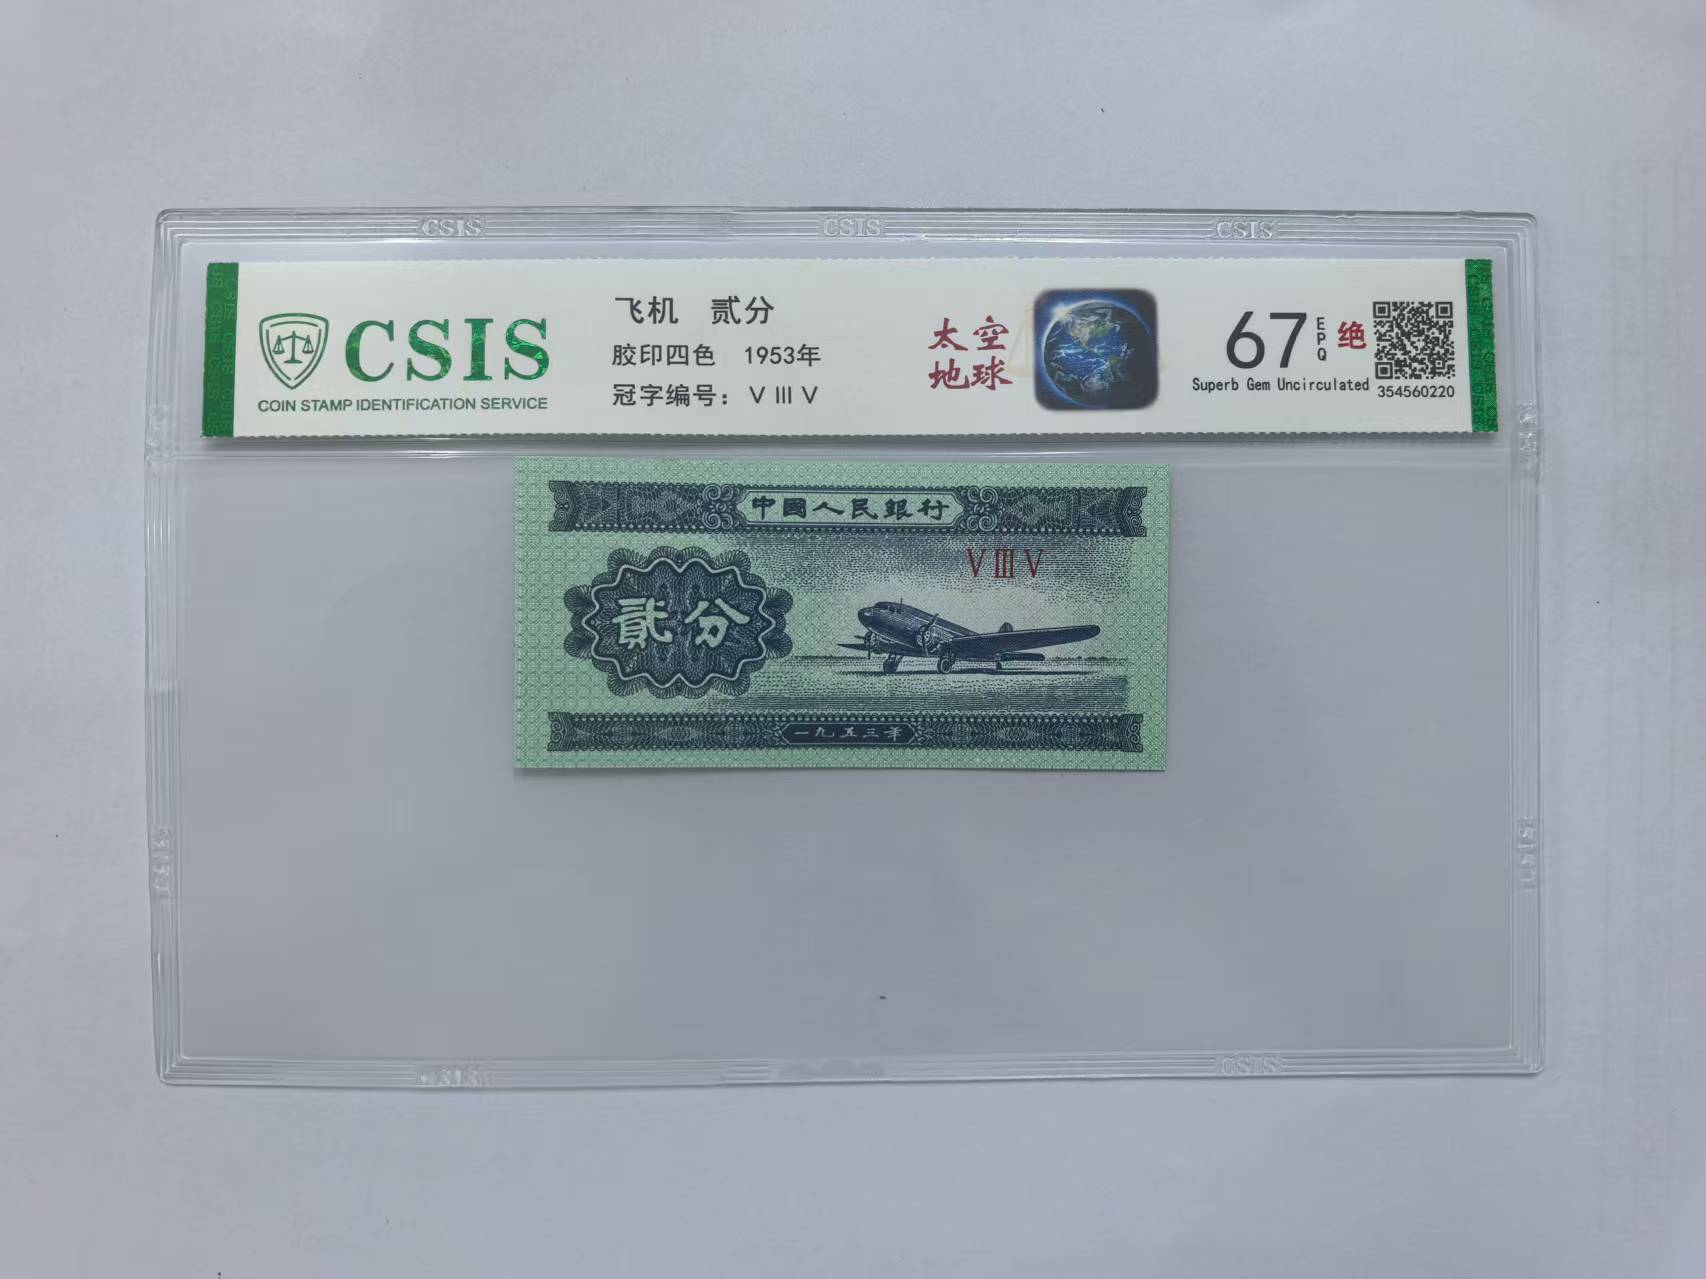 CSIS CSIS CSIS
CSIS
COIN STAMP IDENTIFICATION SERVICE
飞机 贰分
胶印四色 1953年
冠字编号：V III V
太空
地球
67 EPQ 绝
Superb Gem Uncirculated
354560220
中國人民銀行
V III V
貳分
一九五三年
CSIS